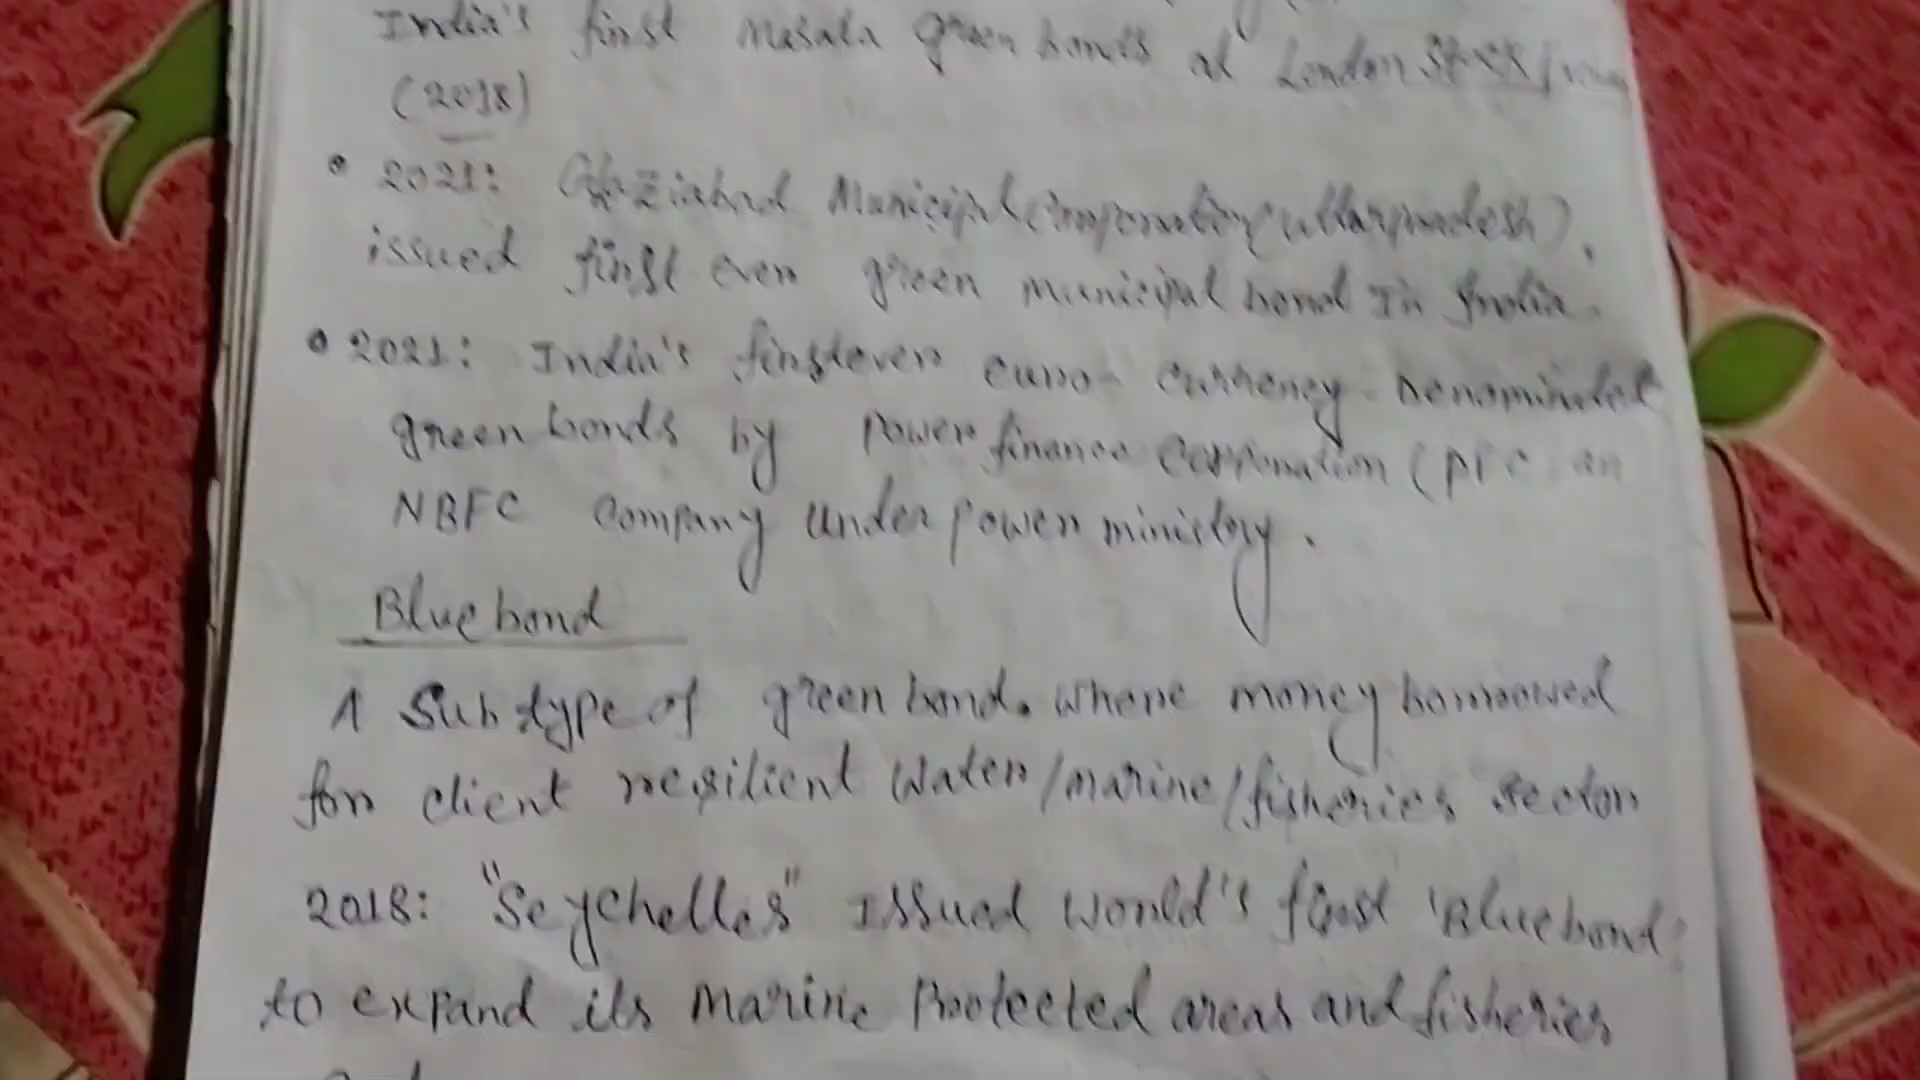 India's first masala green bonds at London Stock
(2018)
• 2021: Ghaziabad Municipal Corporation (uttarpradesh).
issued first ever green municipal bond In India.
• 2021: India's firstever euro- currency- Denominated
green bonds by Power finance Corporation (PFC, an
NBFC company under power ministry.
Blue bond
A Sub type of green bond. where money borrowed
for client resilient Water/marine/fisheries sector
2018: "Seychelles" Issued world's first 'Blue bond'
to expand its marine Protected areas and fisheries